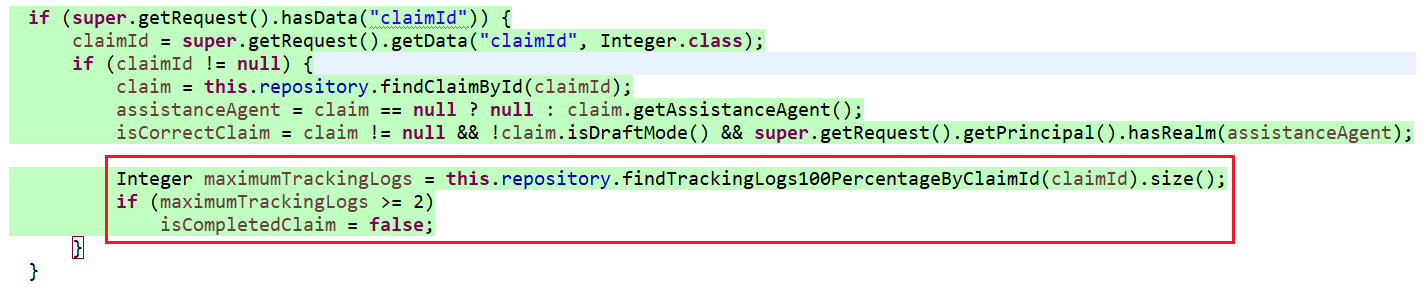 if (super.getRequest().hasData("claimId")) {
claimId = super.getRequest().getData("claimId", Integer.class);
if (claimId != null) {
claim = this.repository.findClaimById(claimId);
assistanceAgent = claim == null ? null : claim.getAssistanceAgent();
isCorrectClaim = claim != null && !claim.isDraftMode() && super.getRequest().getPrincipal().hasRealm(assistanceAgent);
Integer maximumTrackingLogs = this.repository.findTrackingLogs100PercentageByClaimId(claimId).size();
if (maximumTrackingLogs >= 2)
isCompletedClaim = false;
}
}